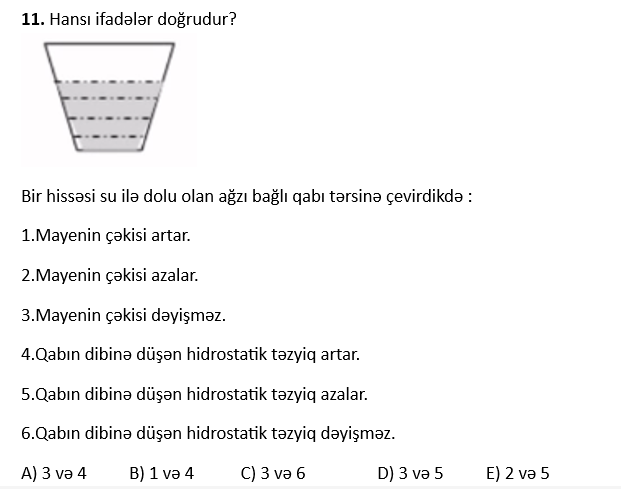 11. Hansı ifadələr doğrudur?
Bir hissəsi su ilə dolu olan ağzı bağlı qabı tərsinə çevirdikdə :
1.Mayenin çəkisi artar.
2.Mayenin çəkisi azalar.
3.Mayenin çəkisi dəyişməz.
4.Qabın dibinə düşən hidrostatik təzyiq artar.
5.Qabın dibinə düşən hidrostatik təzyiq azalar.
6.Qabın dibinə düşən hidrostatik təzyiq dəyişməz.
A) 3 və 4 B) 1 və 4 C) 3 və 6 D) 3 və 5 E) 2 və 5